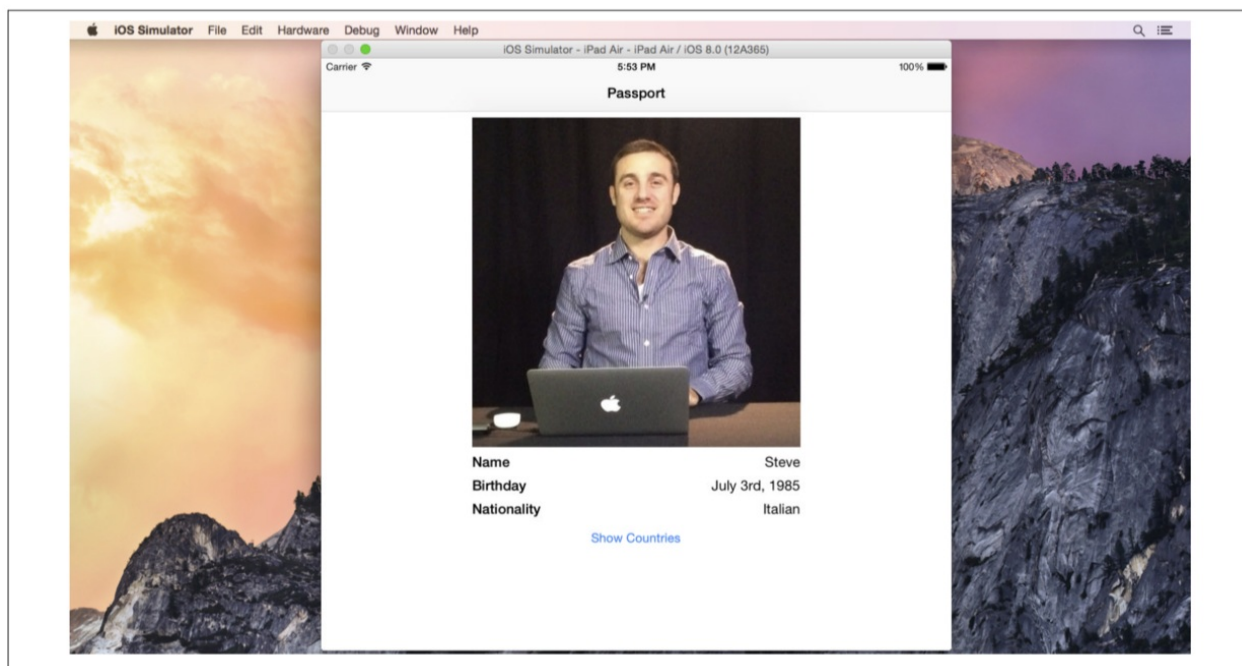 iOS Simulator File Edit Hardware Debug Window Help
iOS Simulator - iPad Air - iPad Air / iOS 8.0 (12A365)
Carrier 5:53 PM 100%
Passport
Name Steve
Birthday July 3rd, 1985
Nationality Italian
Show Countries